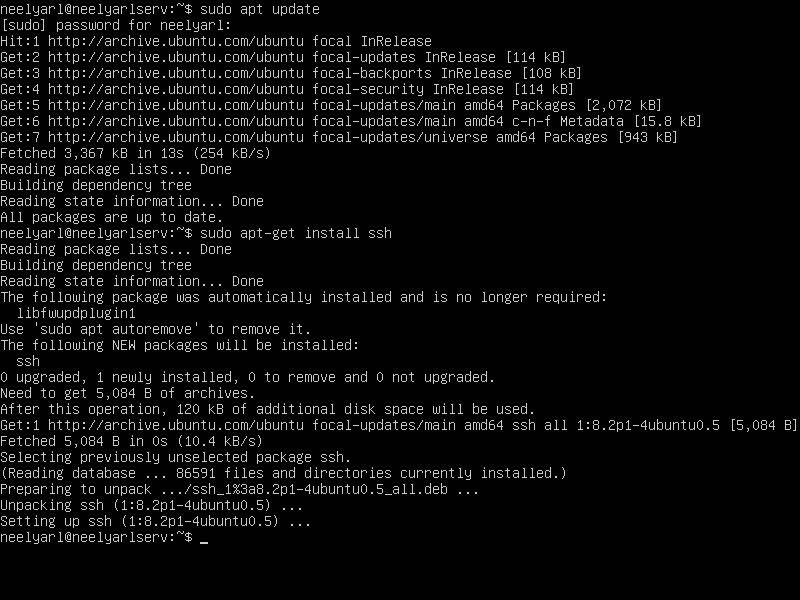 neelyarl@neelyarlserv:~$ sudo apt update
[sudo] password for neelyarl:
Hit:1 http://archive.ubuntu.com/ubuntu focal InRelease
Get:2 http://archive.ubuntu.com/ubuntu focal-updates InRelease [114 kB]
Get:3 http://archive.ubuntu.com/ubuntu focal-backports InRelease [108 kB]
Get:4 http://archive.ubuntu.com/ubuntu focal-security InRelease [114 kB]
Get:5 http://archive.ubuntu.com/ubuntu focal-updates/main amd64 Packages [2,072 kB]
Get:6 http://archive.ubuntu.com/ubuntu focal-updates/main amd64 c-n-f Metadata [15.8 kB]
Get:7 http://archive.ubuntu.com/ubuntu focal-updates/universe amd64 Packages [943 kB]
Fetched 3,367 kB in 13s (254 kB/s)
Reading package lists... Done
Building dependency tree
Reading state information... Done
All packages are up to date.
neelyarl@neelyarlserv:~$ sudo apt-get install ssh
Reading package lists... Done
Building dependency tree
Reading state information... Done
The following package was automatically installed and is no longer required:
  libfwupdplugin1
Use 'sudo apt autoremove' to remove it.
The following NEW packages will be installed:
  ssh
0 upgraded, 1 newly installed, 0 to remove and 0 not upgraded.
Need to get 5,084 B of archives.
After this operation, 120 kB of additional disk space will be used.
Get:1 http://archive.ubuntu.com/ubuntu focal-updates/main amd64 ssh all 1:8.2p1-4ubuntu0.5 [5,084 B]
Fetched 5,084 B in 0s (10.4 kB/s)
Selecting previously unselected package ssh.
(Reading database ... 86591 files and directories currently installed.)
Preparing to unpack .../ssh_1%3a8.2p1-4ubuntu0.5_all.deb ...
Unpacking ssh (1:8.2p1-4ubuntu0.5) ...
Setting up ssh (1:8.2p1-4ubuntu0.5) ...
neelyarl@neelyarlserv:~$ _